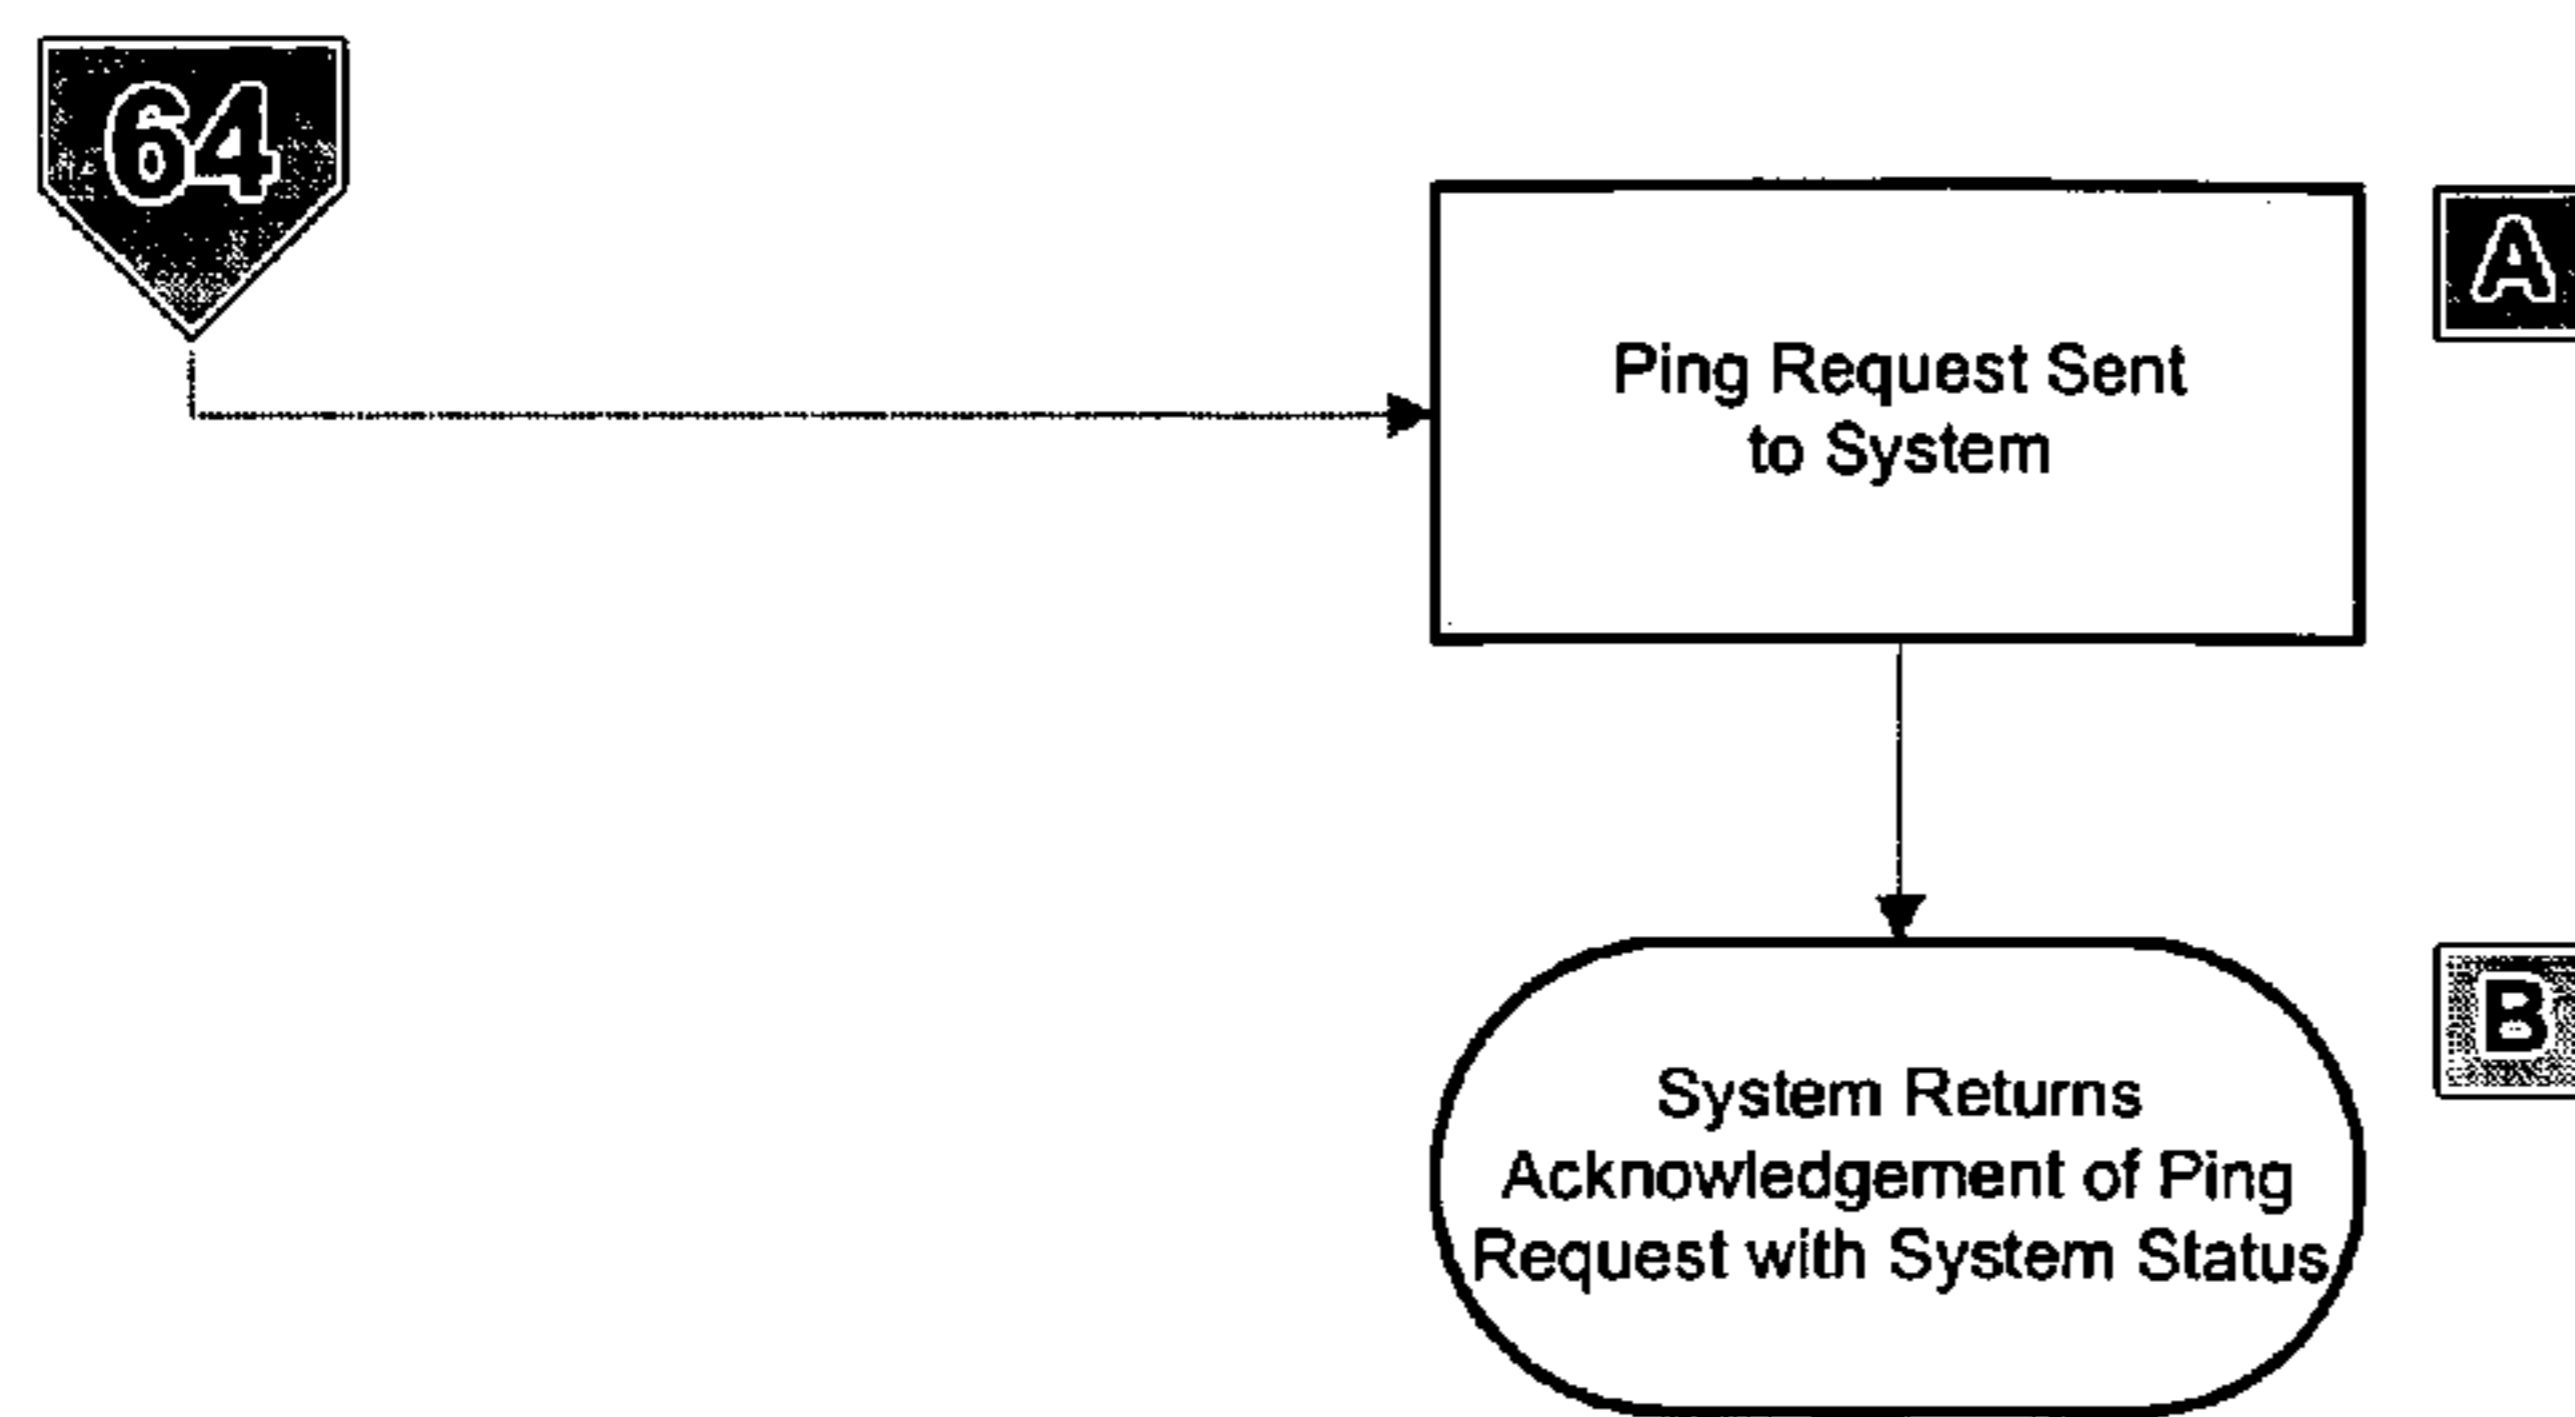 64
Ping Request Sent
to System
A
System Returns
Acknowledgement of Ping
Request with System Status
B